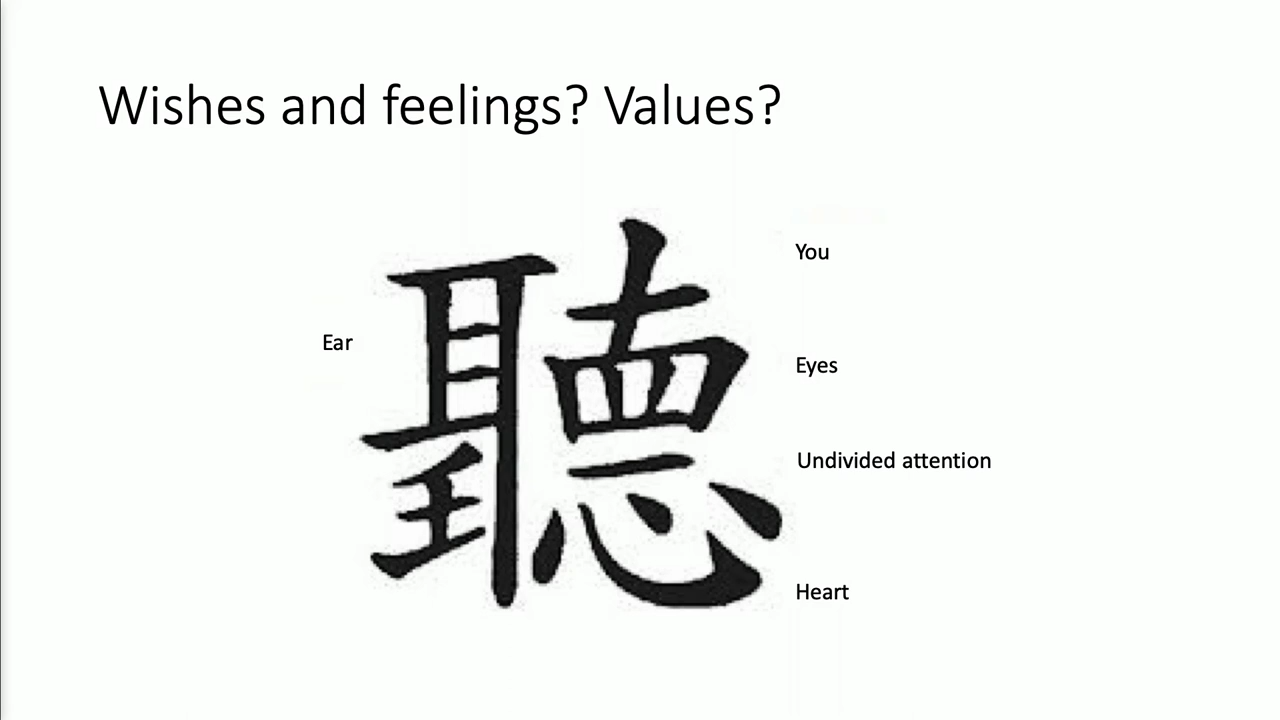 Wishes and feelings? Values?
聽
Ear
You
Eyes
Undivided attention
Heart